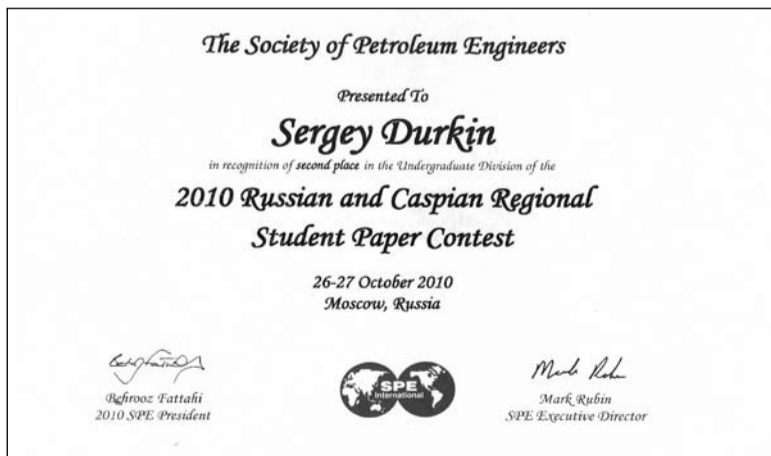 The Society of Petroleum Engineers
Presented To
Sergey Durkin
in recognition of second place in the Undergraduate Division of the
2010 Russian and Caspian Regional
Student Paper Contest
26-27 October 2010
Moscow, Russia
Behrooz Fattahi
2010 SPE President
SPE
International
Mark Rubin
SPE Executive Director